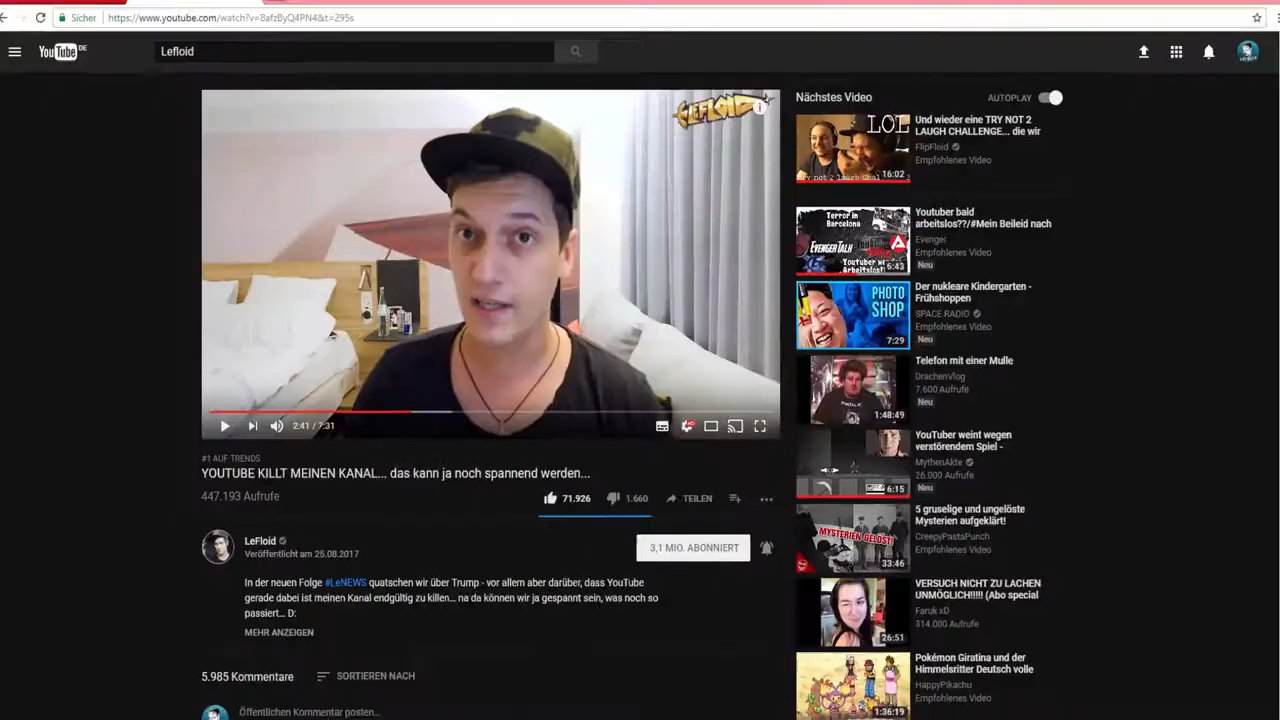 Sicher
https://www.youtube.com/watch?v=8afzByQ4PN4&t=295s
YouTube DE
Lefloid
LEFLOID
2:41 / 7:31
#1 AUF TRENDS
YOUTUBE KILLT MEINEN KANAL... das kann ja noch spannend werden...
447.193 Aufrufe
71.926
1.660
TEILEN
LeFloid
Veröffentlicht am 25.08.2017
3,1 MIO. ABONNIERT
In der neuen Folge #LeNEWS quatschen wir über Trump - vor allem aber darüber, dass YouTube
gerade dabei ist meinen Kanal endgültig zu killen... na da können wir ja gespannt sein, was noch so
passiert... D:
MEHR ANZEIGEN
5.985 Kommentare
SORTIEREN NACH
Öffentlichen Kommentar posten...
Nächstes Video
AUTOPLAY
LOL
16:02
Und wieder eine TRY NOT 2
LAUGH CHALLENGE... die wir
FlipFloid
Empfohlenes Video
Terror in
Barcelona
EVENGERTALK
Youtuber
Arbeitslos!
6:43
Youtuber bald
arbeitslos??/#Mein Beileid nach
Evenger
Empfohlenes Video
Neu
PHOTO
SHOP
7:29
Der nukleare Kindergarten -
Frühshoppen
SPACE RADIO
Empfohlenes Video
Neu
1:48:49
Telefon mit einer Mulle
DrachenVlog
7.600 Aufrufe
Neu
6:15
YouTuber weint wegen
verstörendem Spiel -
MythenAkte
26.000 Aufrufe
Neu
MYSTERIEN GELÖST!
33:46
5 gruselige und ungelöste
Mysterien aufgeklärt!
CreepyPastaPunch
Empfohlenes Video
26:51
VERSUCH NICHT ZU LACHEN
UNMÖGLICH!!!!! (Abo special
Faruk xD
314.000 Aufrufe
1:36:19
Pokémon Giratina und der
Himmelsritter Deutsch volle
HappyPikachu
Empfohlenes Video